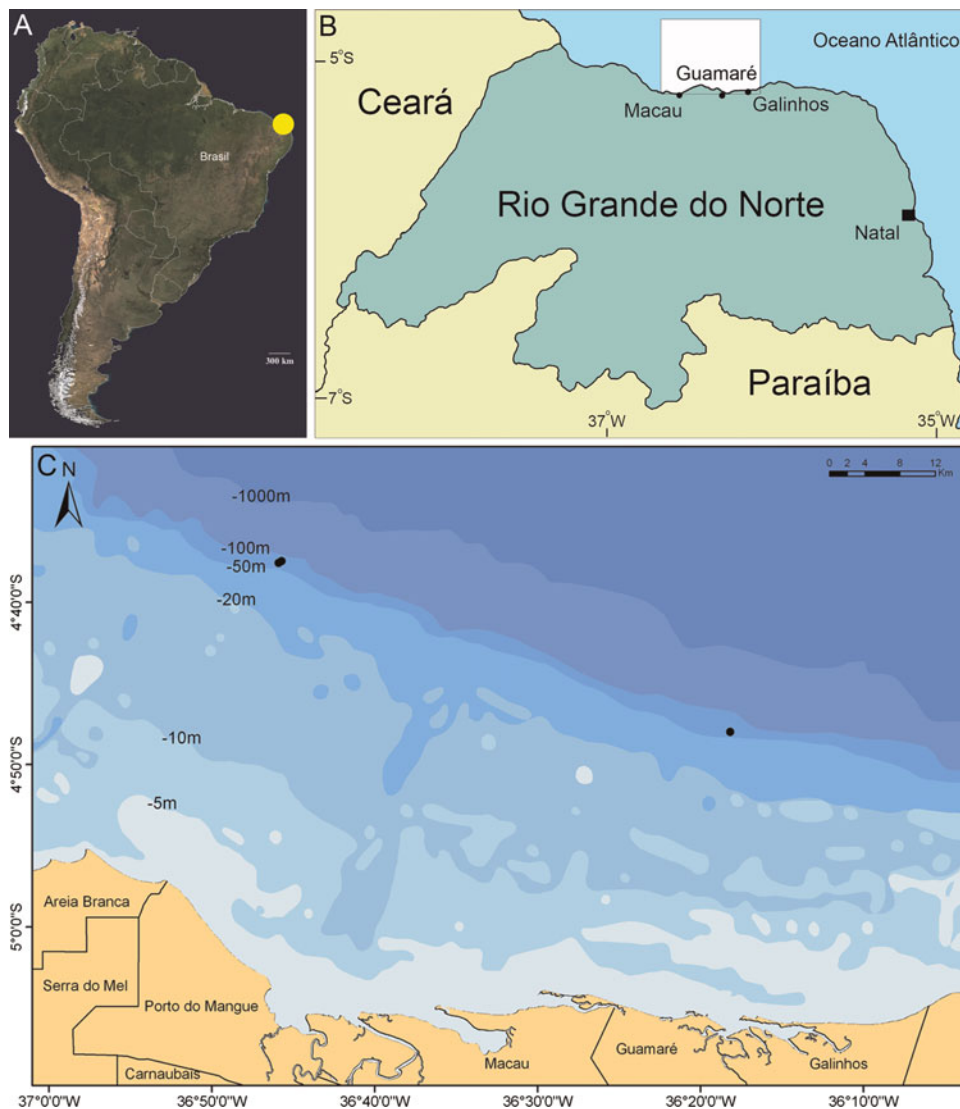 A
Brasil
300 km
B
Oceano Atlântico
5°S
Ceará
Guamaré
Macau
Galinhos
Rio Grande do Norte
Natal
Paraíba
7°S
37°W
35°W
C
N
0 2 4 8 12
Km
-1000m
-100m
-50m
-20m
-10m
-5m
4°40'0"S
4°50'0"S
5°0'0"S
Areia Branca
Serra do Mel
Porto do Mangue
Carnaubais
Macau
Guamaré
Galinhos
37°0'0"W
36°50'0"W
36°40'0"W
36°30'0"W
36°20'0"W
36°10'0"W